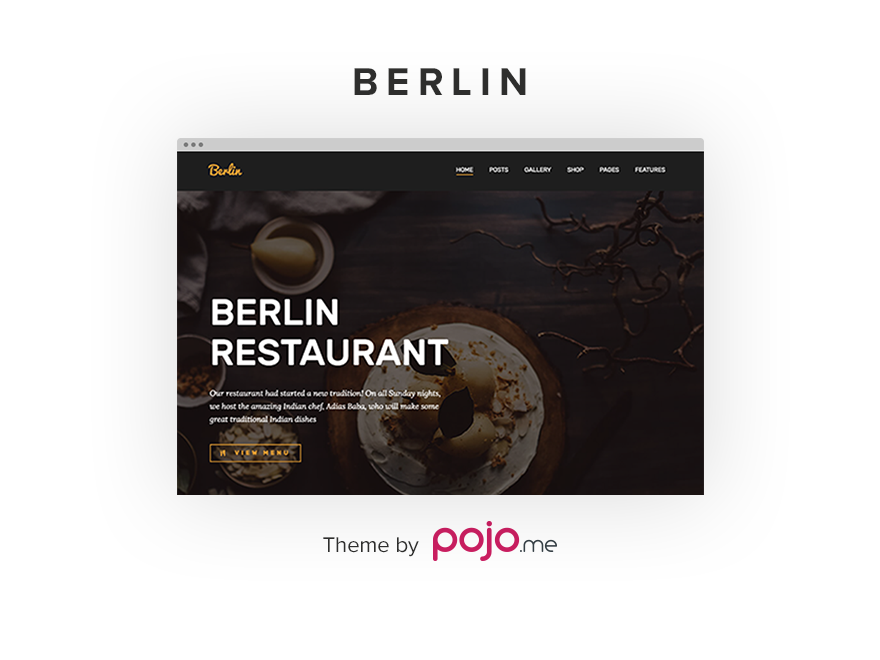 BERLIN
Berlin
HOME POSTS GALLERY SHOP PAGES FEATURES
BERLIN
RESTAURANT
Our restaurant had started a new tradition! On all Sunday nights,
we host the amazing Indian chef, Adias Baba, who will make some
great traditional Indian dishes
VIEW MENU
Theme by pojo.me